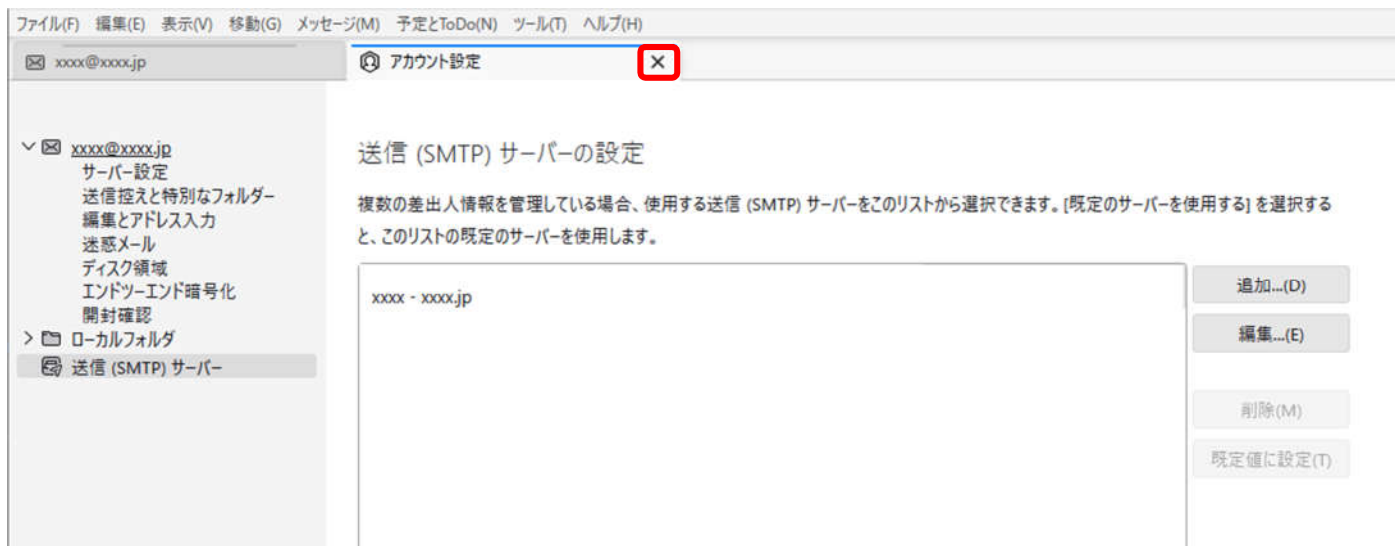 ファイル(F) 編集(E) 表示(V) 移動(G) メッセージ(M) 予定とToDo(N) ツール(T) ヘルプ(H)
xxxx@xxxx.jp
アカウント設定
xxxx@xxxx.jp
サーバー設定
送信控えと特別なフォルダー
編集とアドレス入力
迷惑メール
ディスク領域
エンドツーエンド暗号化
開封確認
ローカルフォルダ
送信 (SMTP) サーバー
送信 (SMTP) サーバーの設定
複数の差出人情報を管理している場合、使用する送信 (SMTP) サーバーをこのリストから選択できます。[既定のサーバーを使用する] を選択する
と、このリストの既定のサーバーを使用します。
xxxx - xxxx.jp
追加...(D)
編集...(E)
削除(M)
既定値に設定(T)